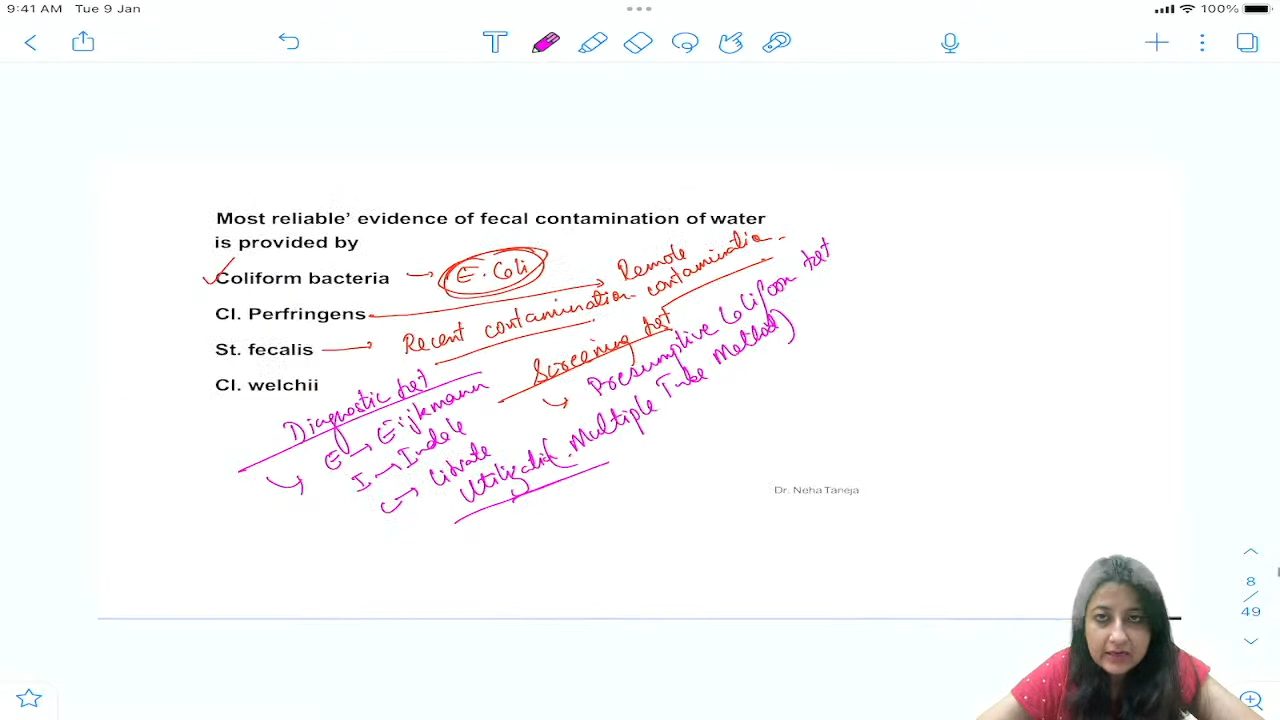 9:41 AM Tue 9 Jan
100%
T
Most reliable’ evidence of fecal contamination of water
is provided by
Coliform bacteria → E. Coli
Cl. Perfringens → Remote contamination
St. fecalis → Recent contamination
Cl. welchii
Screening test
Presumptive Coliform test
(Multiple Tube Method)
Diagnostic test
E → Eijkmann
I → Indole
C → Citrate
Utilizatio
Dr. Neha Taneja
8
49